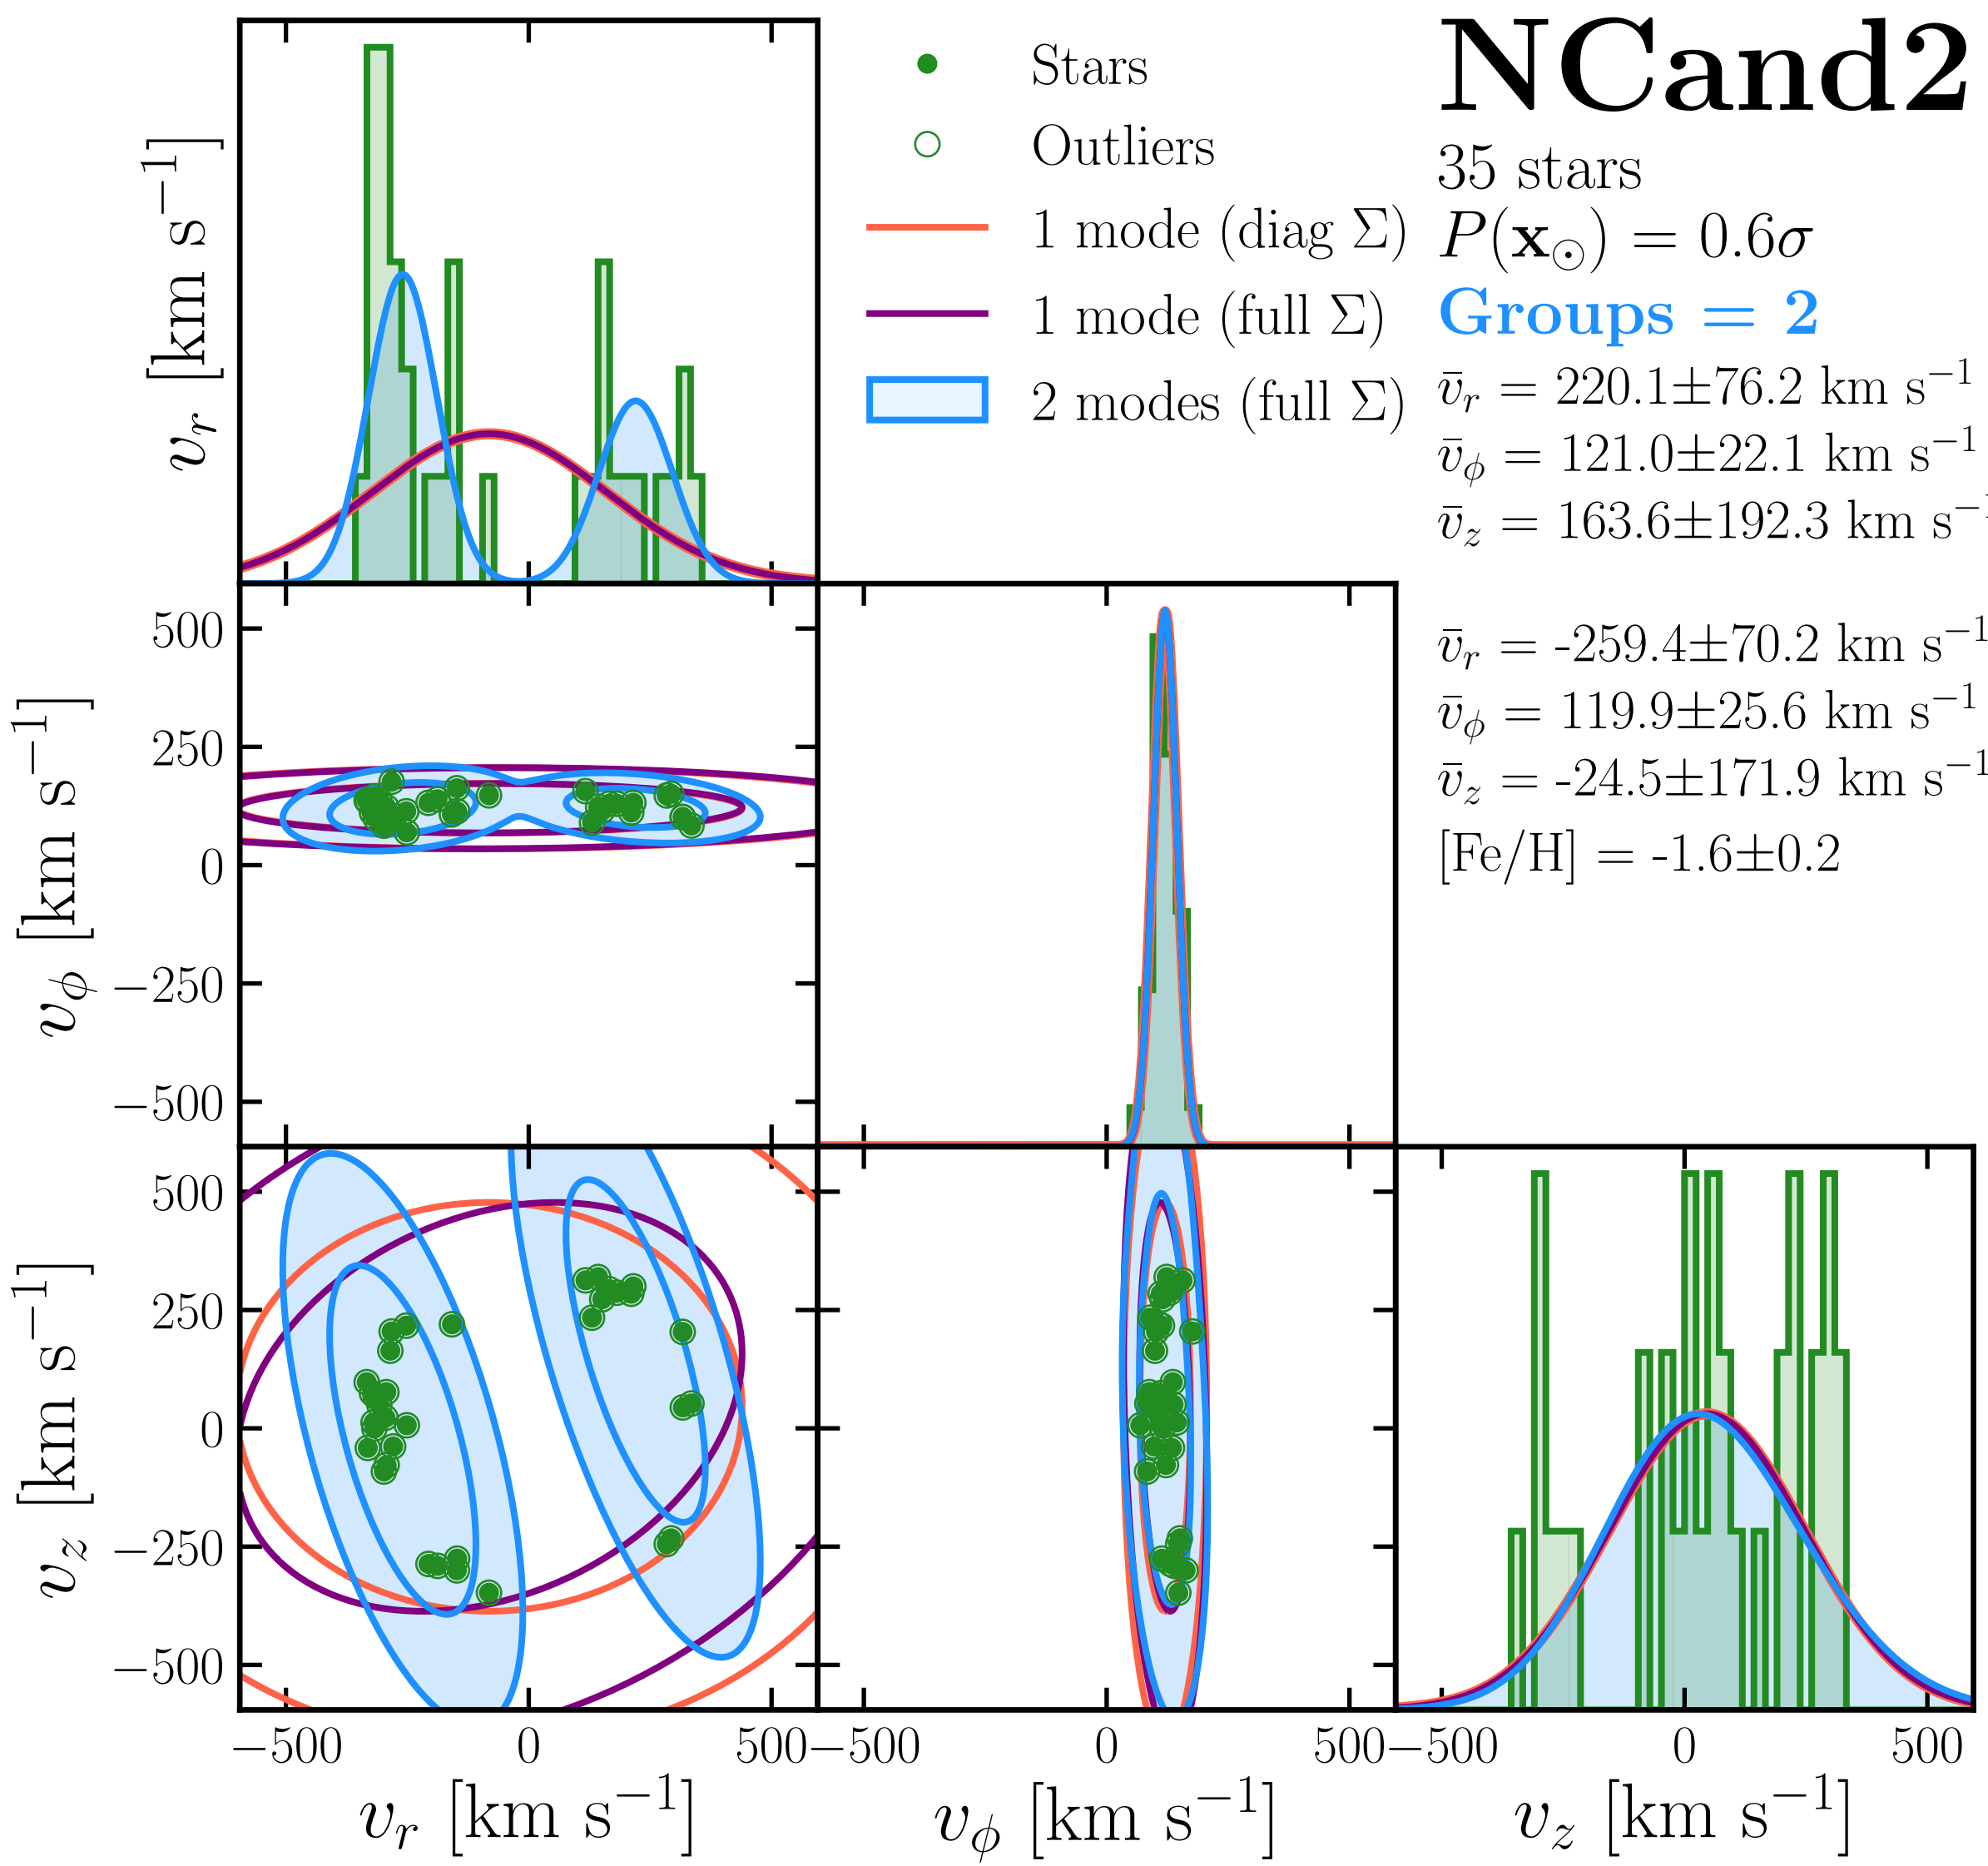 NCand2
Stars
Outliers
1 mode (diag Σ)
1 mode (full Σ)
2 modes (full Σ)
35 stars
P(x⊙) = 0.6σ
Groups = 2
v̄r = 220.1±76.2 km s⁻¹
v̄ϕ = 121.0±22.1 km s⁻¹
v̄z = 163.6±192.3 km s⁻¹
v̄r = -259.4±70.2 km s⁻¹
v̄ϕ = 119.9±25.6 km s⁻¹
v̄z = -24.5±171.9 km s⁻¹
[Fe/H] = -1.6±0.2
vr [km s⁻¹]
500
250
0
−250
−500
vϕ [km s⁻¹]
500
250
0
−250
−500
vz [km s⁻¹]
−500 0 500
−500 0 500
−500 0 500
vr [km s⁻¹]
vϕ [km s⁻¹]
vz [km s⁻¹]